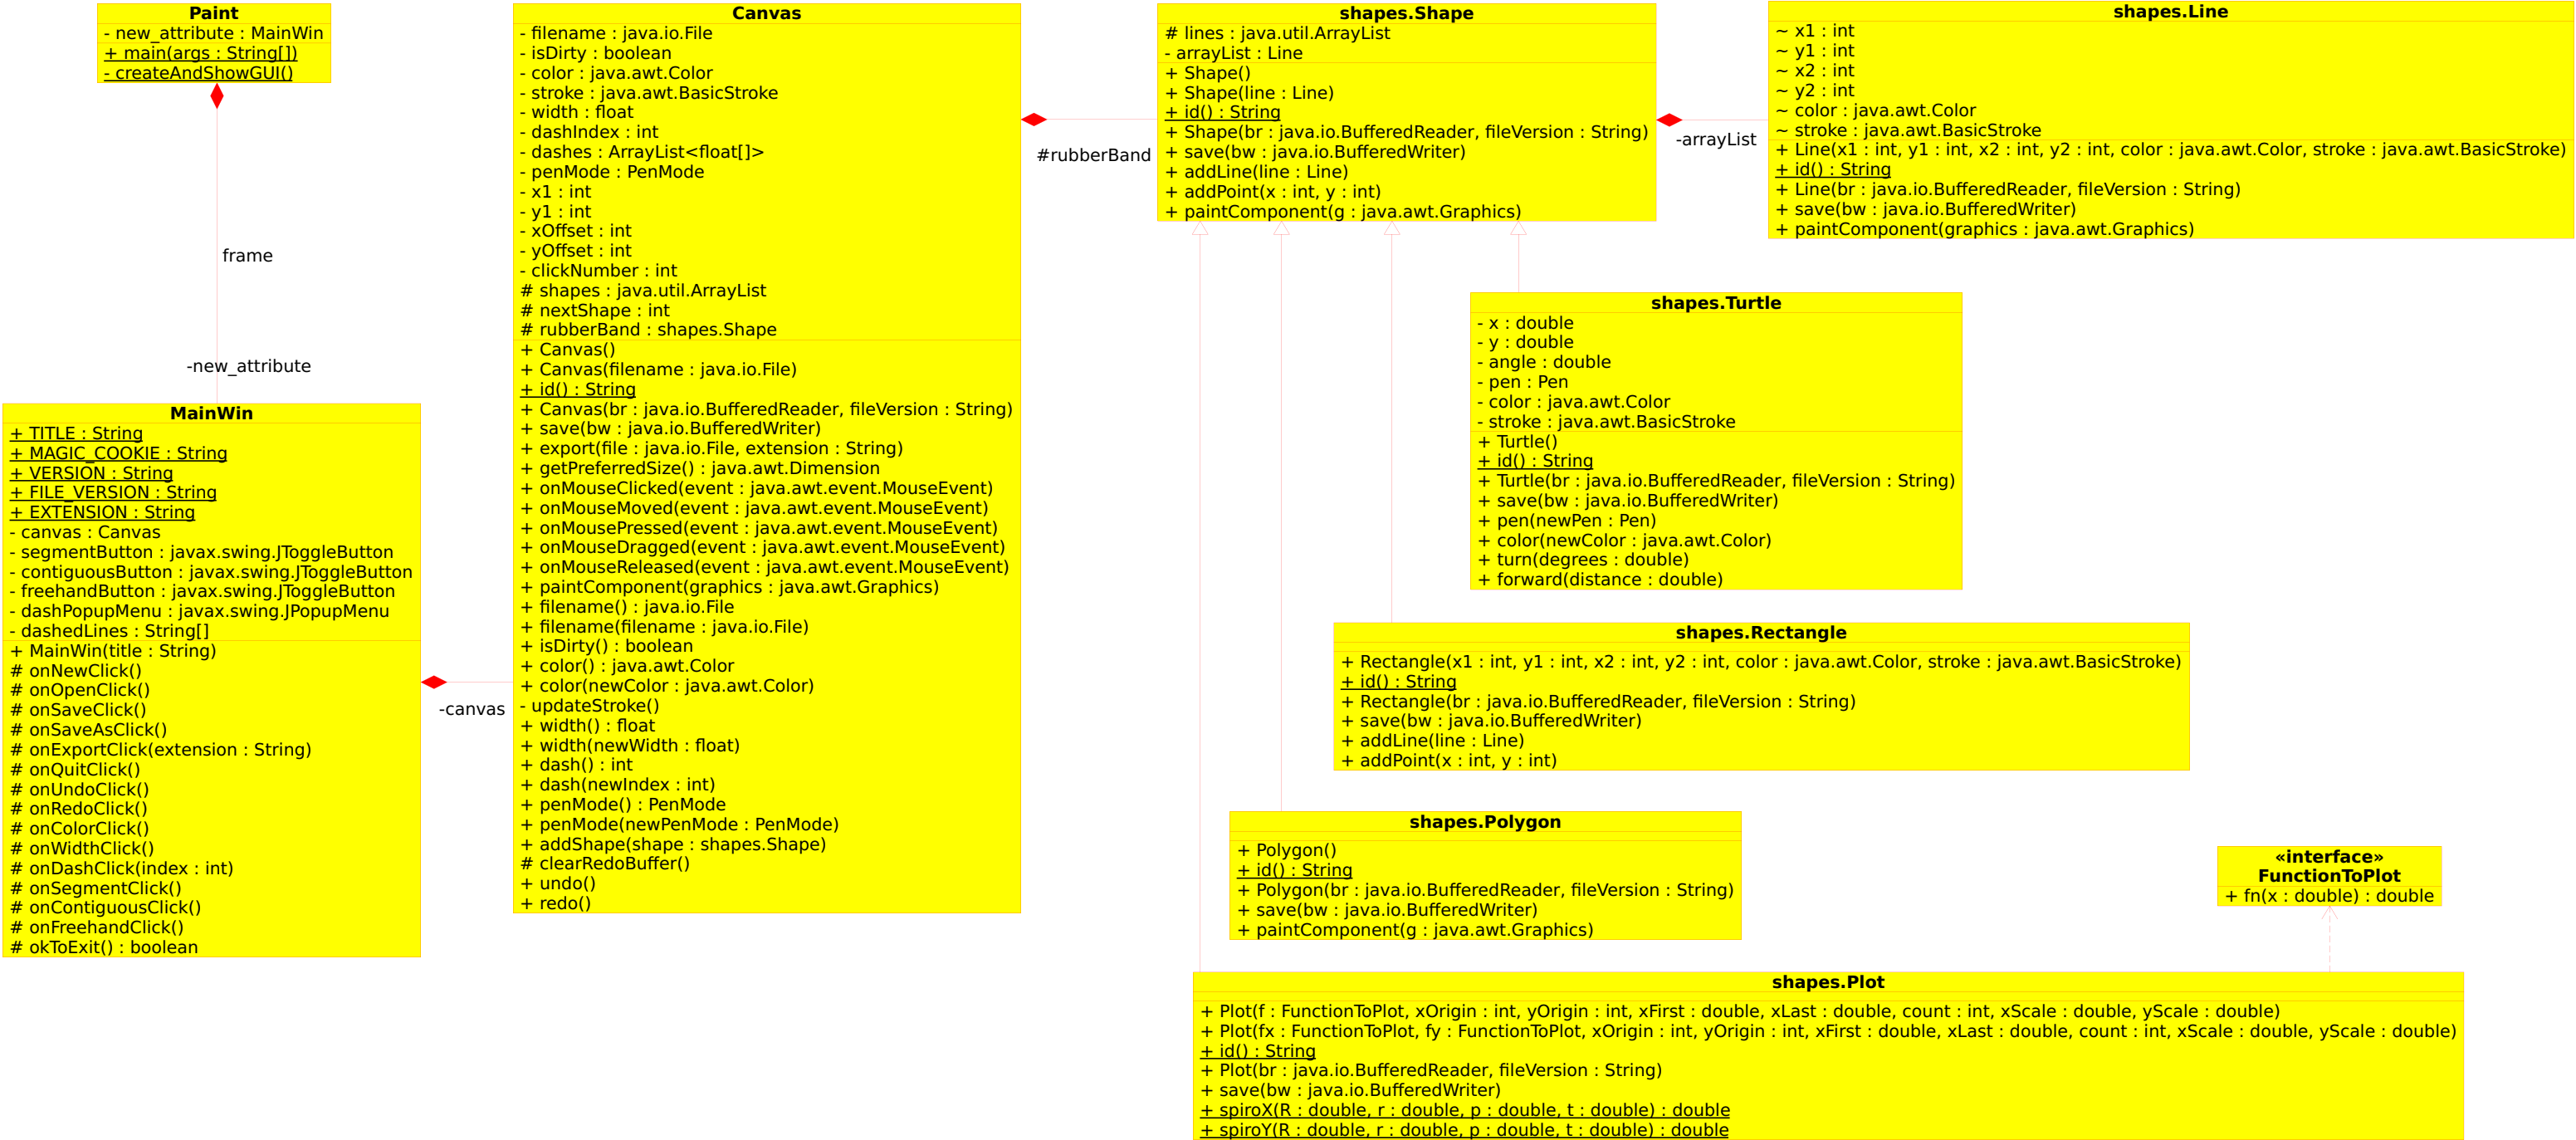 Paint
- new_attribute : MainWin
+ main(args : String[])
- createAndShowGUI()
frame
-new_attribute
MainWin
+ TITLE : String
+ MAGIC_COOKIE : String
+ VERSION : String
+ FILE_VERSION : String
+ EXTENSION : String
- canvas : Canvas
- segmentButton : javax.swing.JToggleButton
- contiguousButton : javax.swing.JToggleButton
- freehandButton : javax.swing.JToggleButton
- dashPopupMenu : javax.swing.JPopupMenu
- dashedLines : String[]
+ MainWin(title : String)
# onNewClick()
# onOpenClick()
# onSaveClick()
# onSaveAsClick()
# onExportClick(extension : String)
# onQuitClick()
# onUndoClick()
# onRedoClick()
# onColorClick()
# onWidthClick()
# onDashClick(index : int)
# onSegmentClick()
# onContiguousClick()
# onFreehandClick()
# okToExit() : boolean
-canvas
Canvas
- filename : java.io.File
- isDirty : boolean
- color : java.awt.Color
- stroke : java.awt.BasicStroke
- width : float
- dashIndex : int
- dashes : ArrayList<float[]>
- penMode : PenMode
- x1 : int
- y1 : int
- xOffset : int
- yOffset : int
- clickNumber : int
# shapes : java.util.ArrayList
# nextShape : int
# rubberBand : shapes.Shape
+ Canvas()
+ Canvas(filename : java.io.File)
+ id() : String
+ Canvas(br : java.io.BufferedReader, fileVersion : String)
+ save(bw : java.io.BufferedWriter)
+ export(file : java.io.File, extension : String)
+ getPreferredSize() : java.awt.Dimension
+ onMouseClicked(event : java.awt.event.MouseEvent)
+ onMouseMoved(event : java.awt.event.MouseEvent)
+ onMousePressed(event : java.awt.event.MouseEvent)
+ onMouseDragged(event : java.awt.event.MouseEvent)
+ onMouseReleased(event : java.awt.event.MouseEvent)
+ paintComponent(graphics : java.awt.Graphics)
+ filename() : java.io.File
+ filename(filename : java.io.File)
+ isDirty() : boolean
+ color() : java.awt.Color
+ color(newColor : java.awt.Color)
- updateStroke()
+ width() : float
+ width(newWidth : float)
+ dash() : int
+ dash(newIndex : int)
+ penMode() : PenMode
+ penMode(newPenMode : PenMode)
+ addShape(shape : shapes.Shape)
# clearRedoBuffer()
+ undo()
+ redo()
#rubberBand
shapes.Shape
# lines : java.util.ArrayList
- arrayList : Line
+ Shape()
+ Shape(line : Line)
+ id() : String
+ Shape(br : java.io.BufferedReader, fileVersion : String)
+ save(bw : java.io.BufferedWriter)
+ addLine(line : Line)
+ addPoint(x : int, y : int)
+ paintComponent(g : java.awt.Graphics)
-arrayList
shapes.Line
~ x1 : int
~ y1 : int
~ x2 : int
~ y2 : int
~ color : java.awt.Color
~ stroke : java.awt.BasicStroke
+ Line(x1 : int, y1 : int, x2 : int, y2 : int, color : java.awt.Color, stroke : java.awt.BasicStroke)
+ id() : String
+ Line(br : java.io.BufferedReader, fileVersion : String)
+ save(bw : java.io.BufferedWriter)
+ paintComponent(graphics : java.awt.Graphics)
shapes.Turtle
- x : double
- y : double
- angle : double
- pen : Pen
- color : java.awt.Color
- stroke : java.awt.BasicStroke
+ Turtle()
+ id() : String
+ Turtle(br : java.io.BufferedReader, fileVersion : String)
+ save(bw : java.io.BufferedWriter)
+ pen(newPen : Pen)
+ color(newColor : java.awt.Color)
+ turn(degrees : double)
+ forward(distance : double)
shapes.Rectangle
+ Rectangle(x1 : int, y1 : int, x2 : int, y2 : int, color : java.awt.Color, stroke : java.awt.BasicStroke)
+ id() : String
+ Rectangle(br : java.io.BufferedReader, fileVersion : String)
+ save(bw : java.io.BufferedWriter)
+ addLine(line : Line)
+ addPoint(x : int, y : int)
shapes.Polygon
+ Polygon()
+ id() : String
+ Polygon(br : java.io.BufferedReader, fileVersion : String)
+ save(bw : java.io.BufferedWriter)
+ paintComponent(g : java.awt.Graphics)
«interface»
FunctionToPlot
+ fn(x : double) : double
shapes.Plot
+ Plot(f : FunctionToPlot, xOrigin : int, yOrigin : int, xFirst : double, xLast : double, count : int, xScale : double, yScale : double)
+ Plot(fx : FunctionToPlot, fy : FunctionToPlot, xOrigin : int, yOrigin : int, xFirst : double, xLast : double, count : int, xScale : double, yScale : double)
+ id() : String
+ Plot(br : java.io.BufferedReader, fileVersion : String)
+ save(bw : java.io.BufferedWriter)
+ spiroX(R : double, r : double, p : double, t : double) : double
+ spiroY(R : double, r : double, p : double, t : double) : double